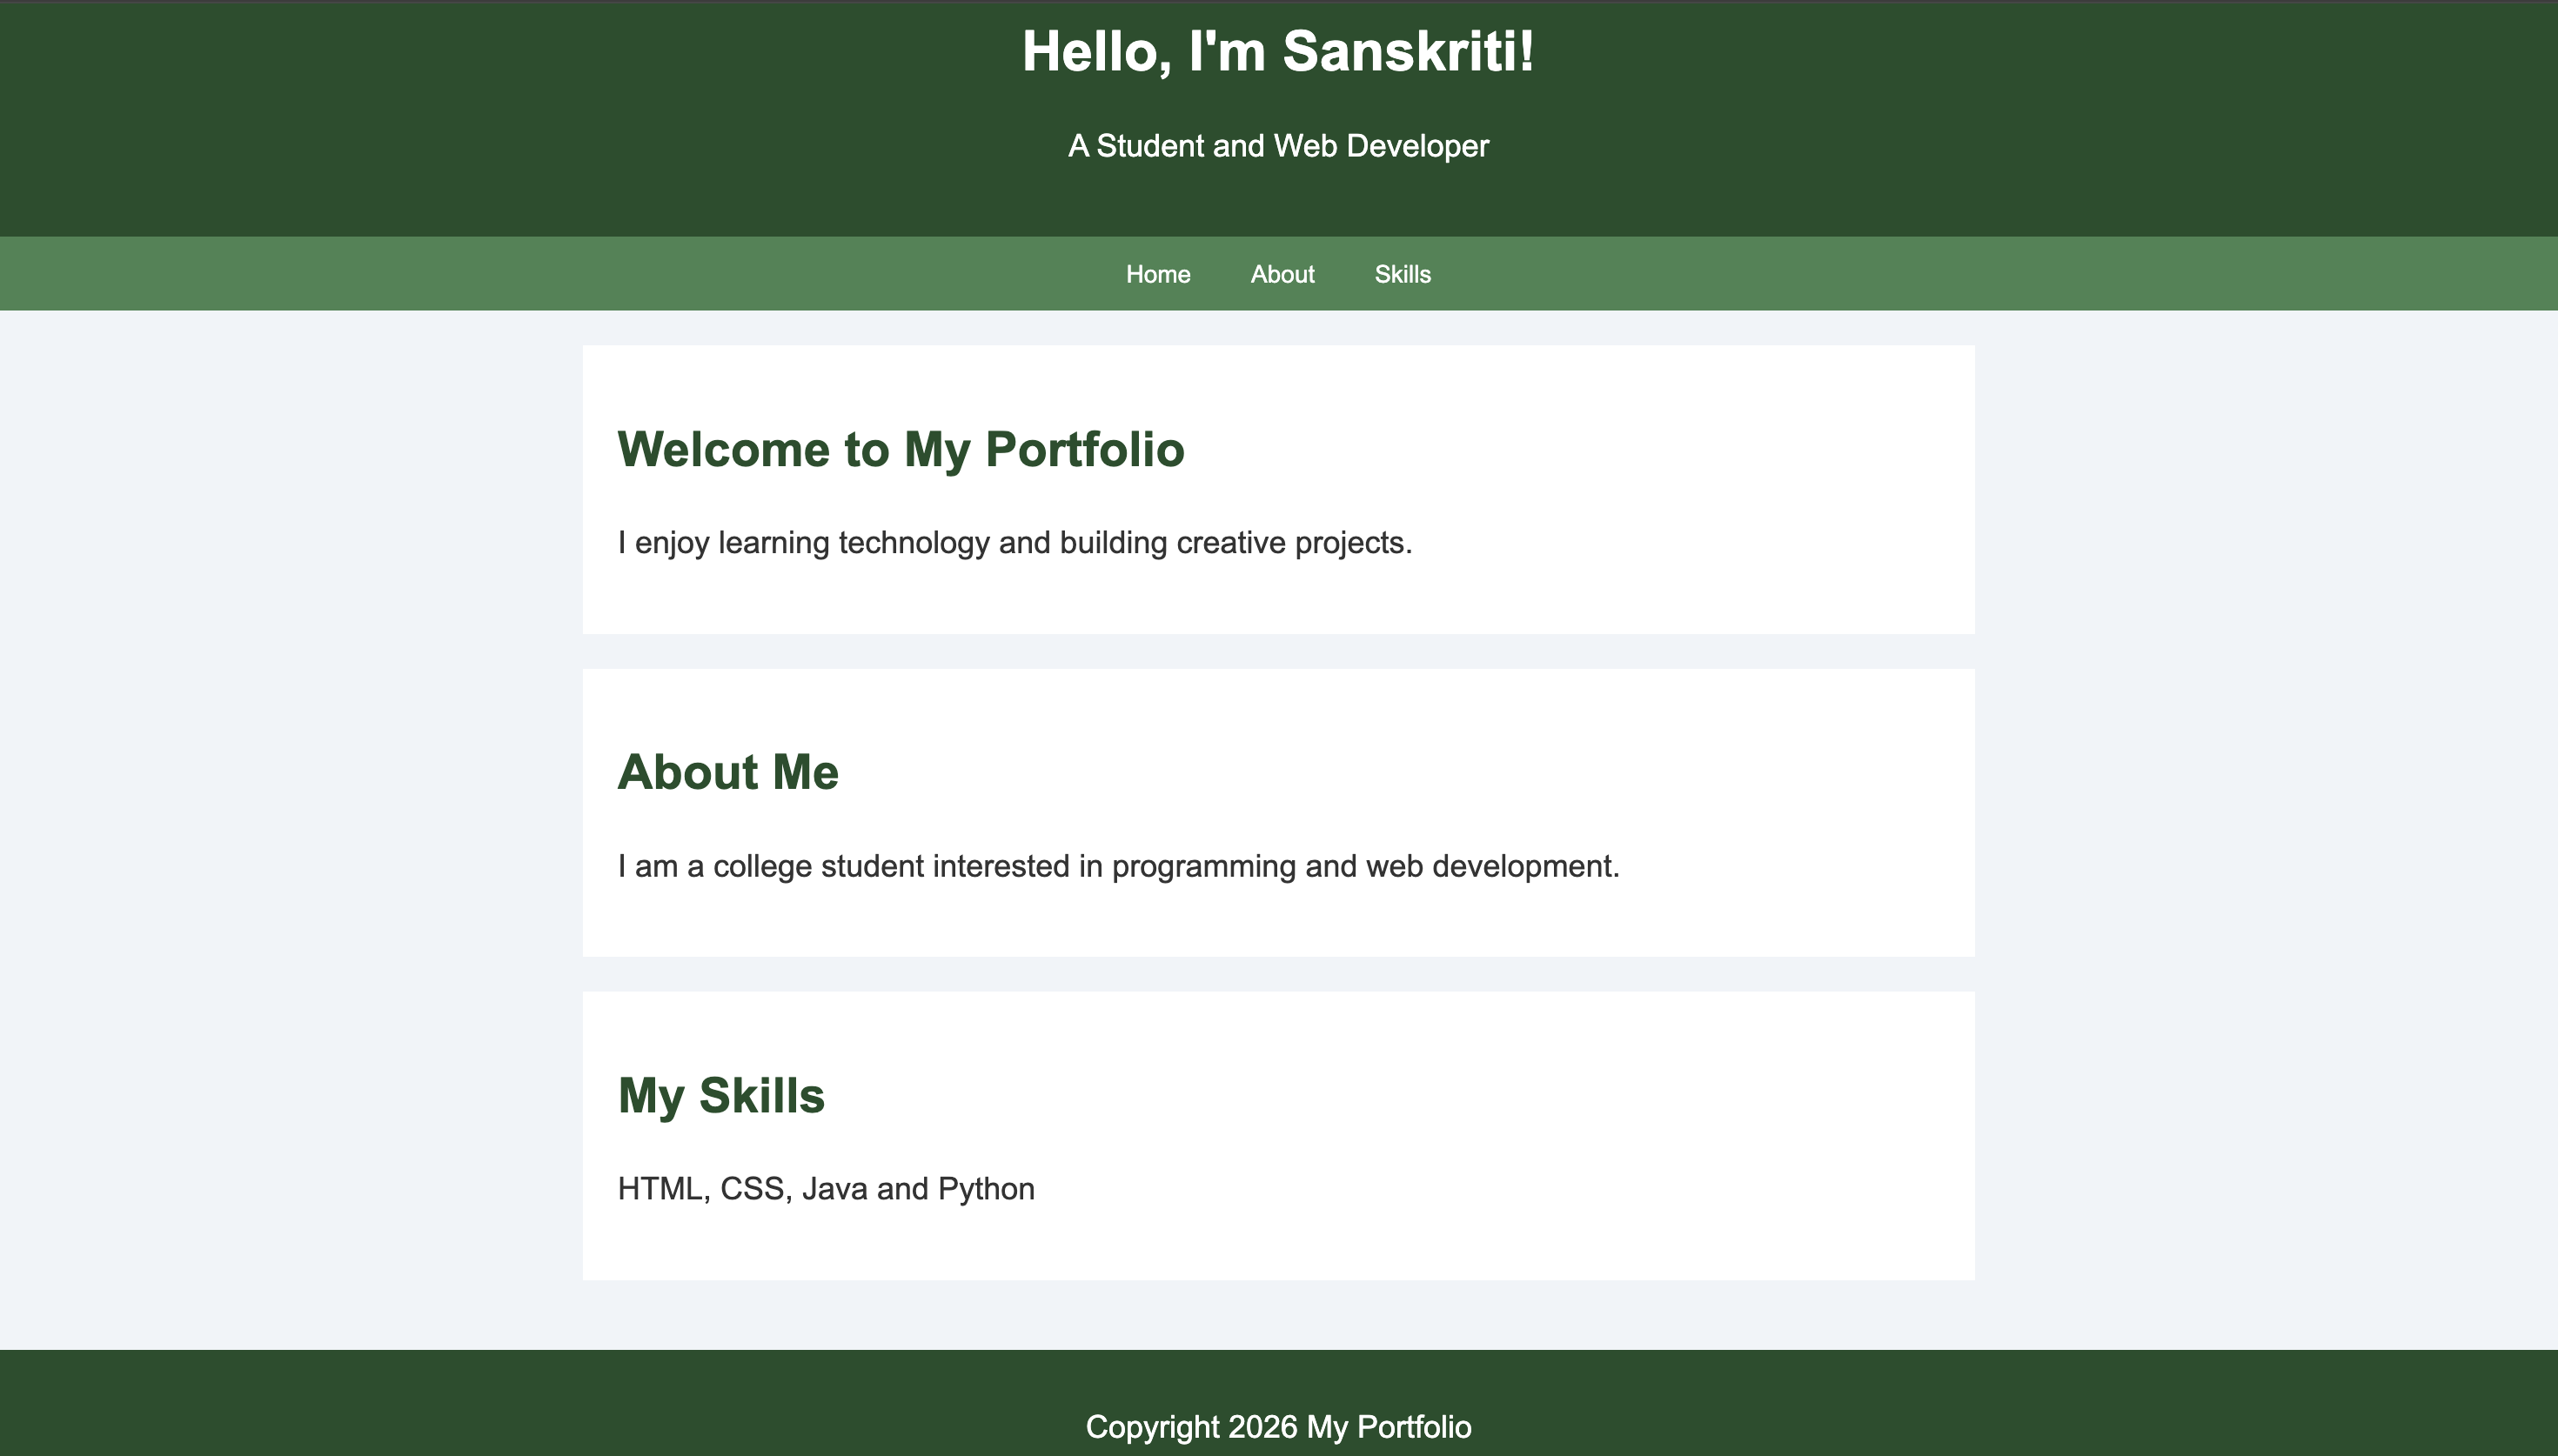 Hello, I'm Sanskriti!
A Student and Web Developer
Home About Skills
Welcome to My Portfolio
I enjoy learning technology and building creative projects.
About Me
I am a college student interested in programming and web development.
My Skills
HTML, CSS, Java and Python
Copyright 2026 My Portfolio